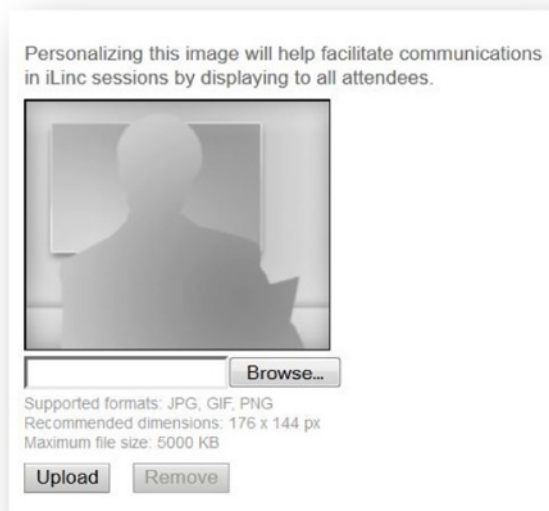 Personalizing this image will help facilitate communications
in iLinc sessions by displaying to all attendees.
Browse...
Supported formats: JPG, GIF, PNG
Recommended dimensions: 176 x 144 px
Maximum file size: 5000 KB
Upload Remove